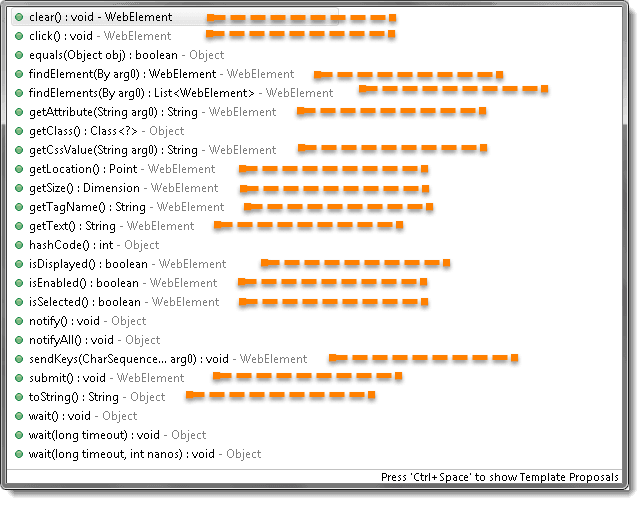 clear() : void - WebElement
click() : void - WebElement
equals(Object obj) : boolean - Object
findElement(By arg0) : WebElement - WebElement
findElements(By arg0) : List<WebElement> - WebElement
getAttribute(String arg0) : String - WebElement
getClass() : Class<?> - Object
getCssValue(String arg0) : String - WebElement
getLocation() : Point - WebElement
getSize() : Dimension - WebElement
getTagName() : String - WebElement
getText() : String - WebElement
hashCode() : int - Object
isDisplayed() : boolean - WebElement
isEnabled() : boolean - WebElement
isSelected() : boolean - WebElement
notify() : void - Object
notifyAll() : void - Object
sendKeys(CharSequence... arg0) : void - WebElement
submit() : void - WebElement
toString() : String - Object
wait() : void - Object
wait(long timeout) : void - Object
wait(long timeout, int nanos) : void - Object
Press 'Ctrl+Space' to show Template Proposals